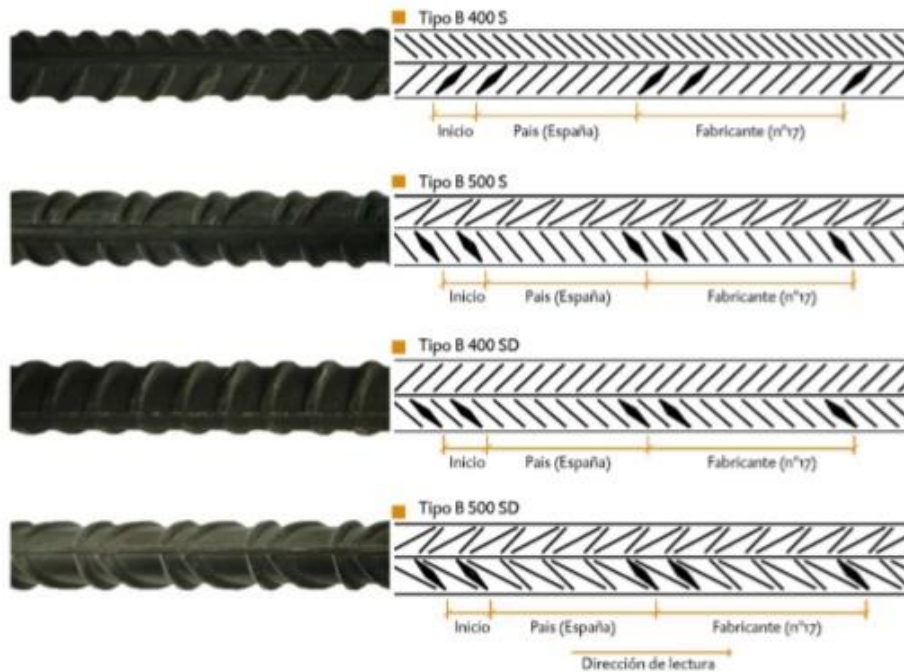 Tipo B 400 S
Inicio País (España) Fabricante (nº17)
Tipo B 500 S
Inicio País (España) Fabricante (nº17)
Tipo B 400 SD
Inicio País (España) Fabricante (nº17)
Tipo B 500 SD
Inicio País (España) Fabricante (nº17)
Dirección de lectura